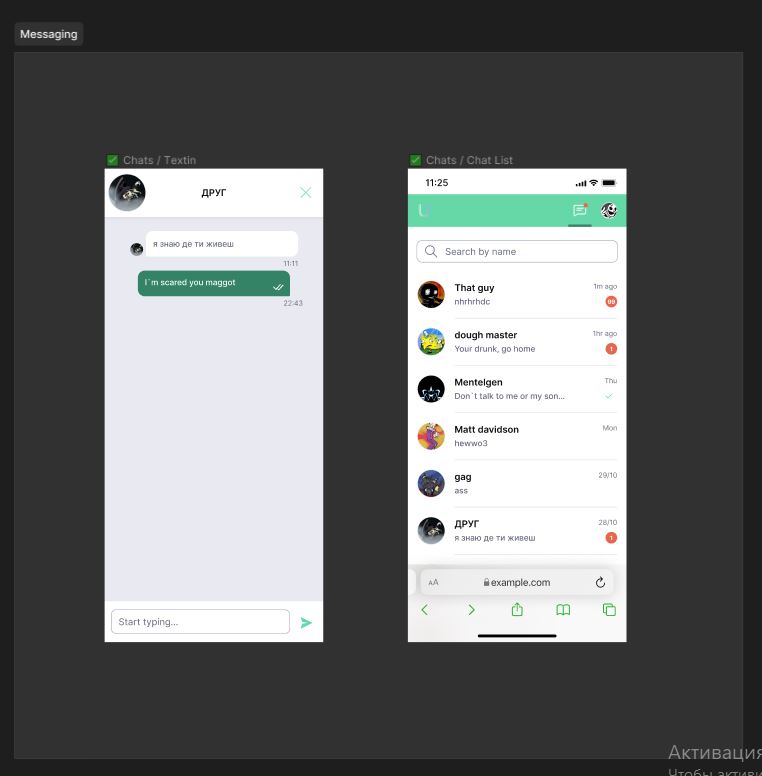 Messaging
Chats / Textin
ДРУГ
я знаю де ти живеш
11:11
I`m scared you maggot
22:43
Start typing...
Chats / Chat List
11:25
Search by name
That guy
1m ago
nhrhrhdc
99
dough master
1hr ago
Your drunk, go home
1
Mentelgen
Thu
Don`t talk to me or my son...
Matt davidson
Mon
hewwo3
gag
29/10
ass
ДРУГ
28/10
я знаю де ти живеш
1
AA
example.com
Активация
Чтобы активи